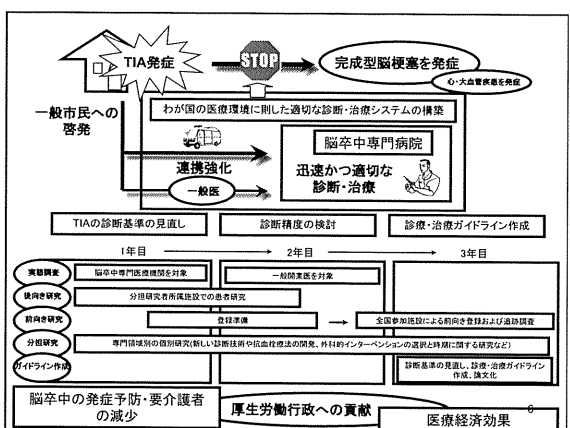 TIA発症
STOP
完成型脳梗塞を発症
心・大血管疾患を発症
一般市民への
啓発
わが国の医療環境に則した適切な診断・治療システムの構築
脳卒中専門病院
連携強化
迅速かつ適切な
診断・治療
一般医
TIAの診断基準の見直し
診断精度の検討
診療・治療ガイドライン作成
1年目
2年目
3年目
実態調査
脳卒中専門医療機関を対象
一般開業医を対象
後向き研究
分担研究者所属施設での患者研究
前向き研究
登録準備
全国参加施設による前向き登録および追跡調査
分担研究
専門領域別の個別研究(新しい診断技術や抗血栓療法の開発、外科的インターベンションの選択と時期に関する研究など)
ガイドライン作成
診断基準の見直し、診療・治療ガイドライン
作成、論文化
脳卒中の発症予防・要介護者
の減少
厚生労働行政への貢献
6
医療経済効果